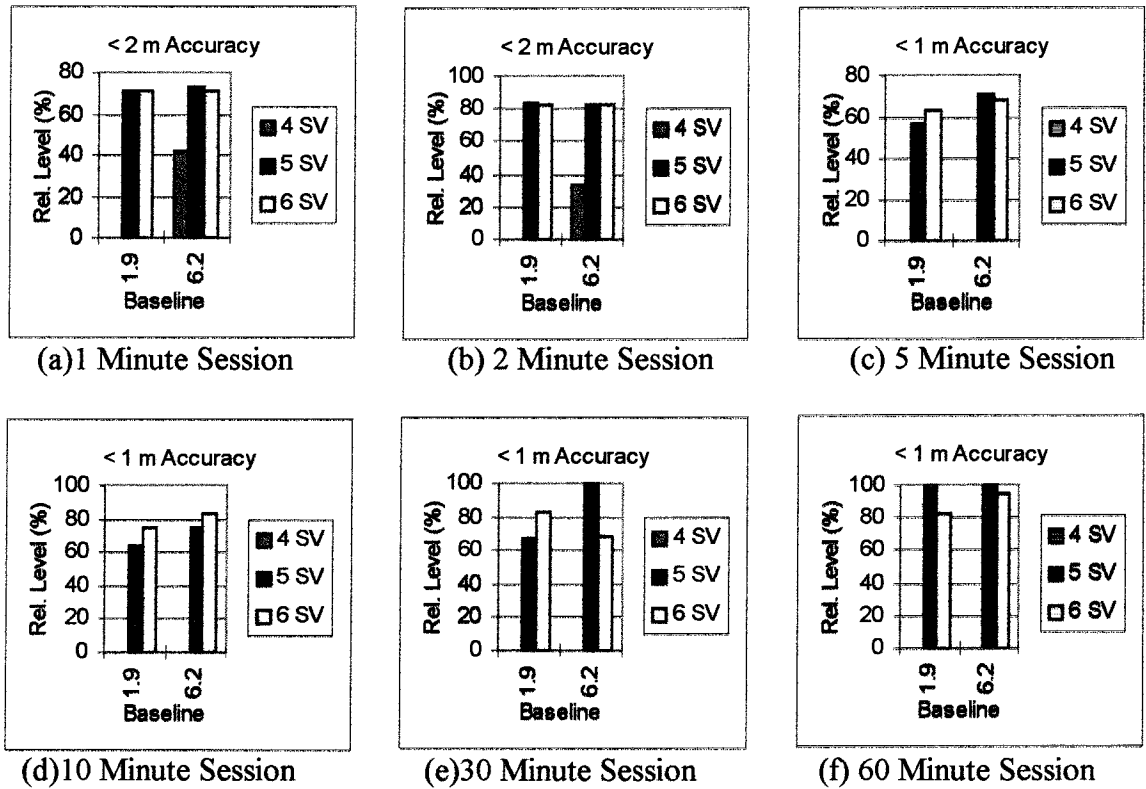 < 2 m Accuracy
Rel. Level (%)
80
60
40
20
0
1.9
6.2
Baseline
4 SV
5 SV
6 SV
(a)1 Minute Session
< 2 m Accuracy
Rel. Level (%)
100
80
60
40
20
0
1.9
6.2
Baseline
4 SV
5 SV
6 SV
(b) 2 Minute Session
< 1 m Accuracy
Rel. Level (%)
80
60
40
20
0
1.9
6.2
Baseline
4 SV
5 SV
6 SV
(c) 5 Minute Session
< 1 m Accuracy
Rel. Level (%)
100
80
60
40
20
0
1.9
6.2
Baseline
4 SV
5 SV
6 SV
(d)10 Minute Session
< 1 m Accuracy
Rel. Level (%)
100
80
60
40
20
0
1.9
6.2
Baseline
4 SV
5 SV
6 SV
(e)30 Minute Session
< 1 m Accuracy
Rel. Level (%)
100
80
60
40
20
0
1.9
6.2
Baseline
4 SV
5 SV
6 SV
(f) 60 Minute Session